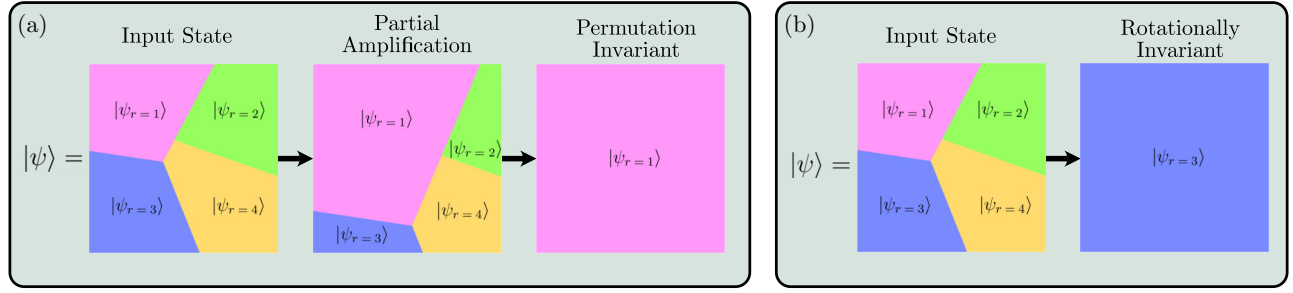 (a)
Input State
Partial
Amplification
Permutation
Invariant
|ψ⟩ =
|ψr=1⟩
|ψr=2⟩
|ψr=3⟩
|ψr=4⟩
|ψr=1⟩
|ψr=2⟩
|ψr=3⟩
|ψr=4⟩
|ψr=1⟩
(b)
Input State
Rotationally
Invariant
|ψ⟩ =
|ψr=1⟩
|ψr=2⟩
|ψr=3⟩
|ψr=4⟩
|ψr=3⟩